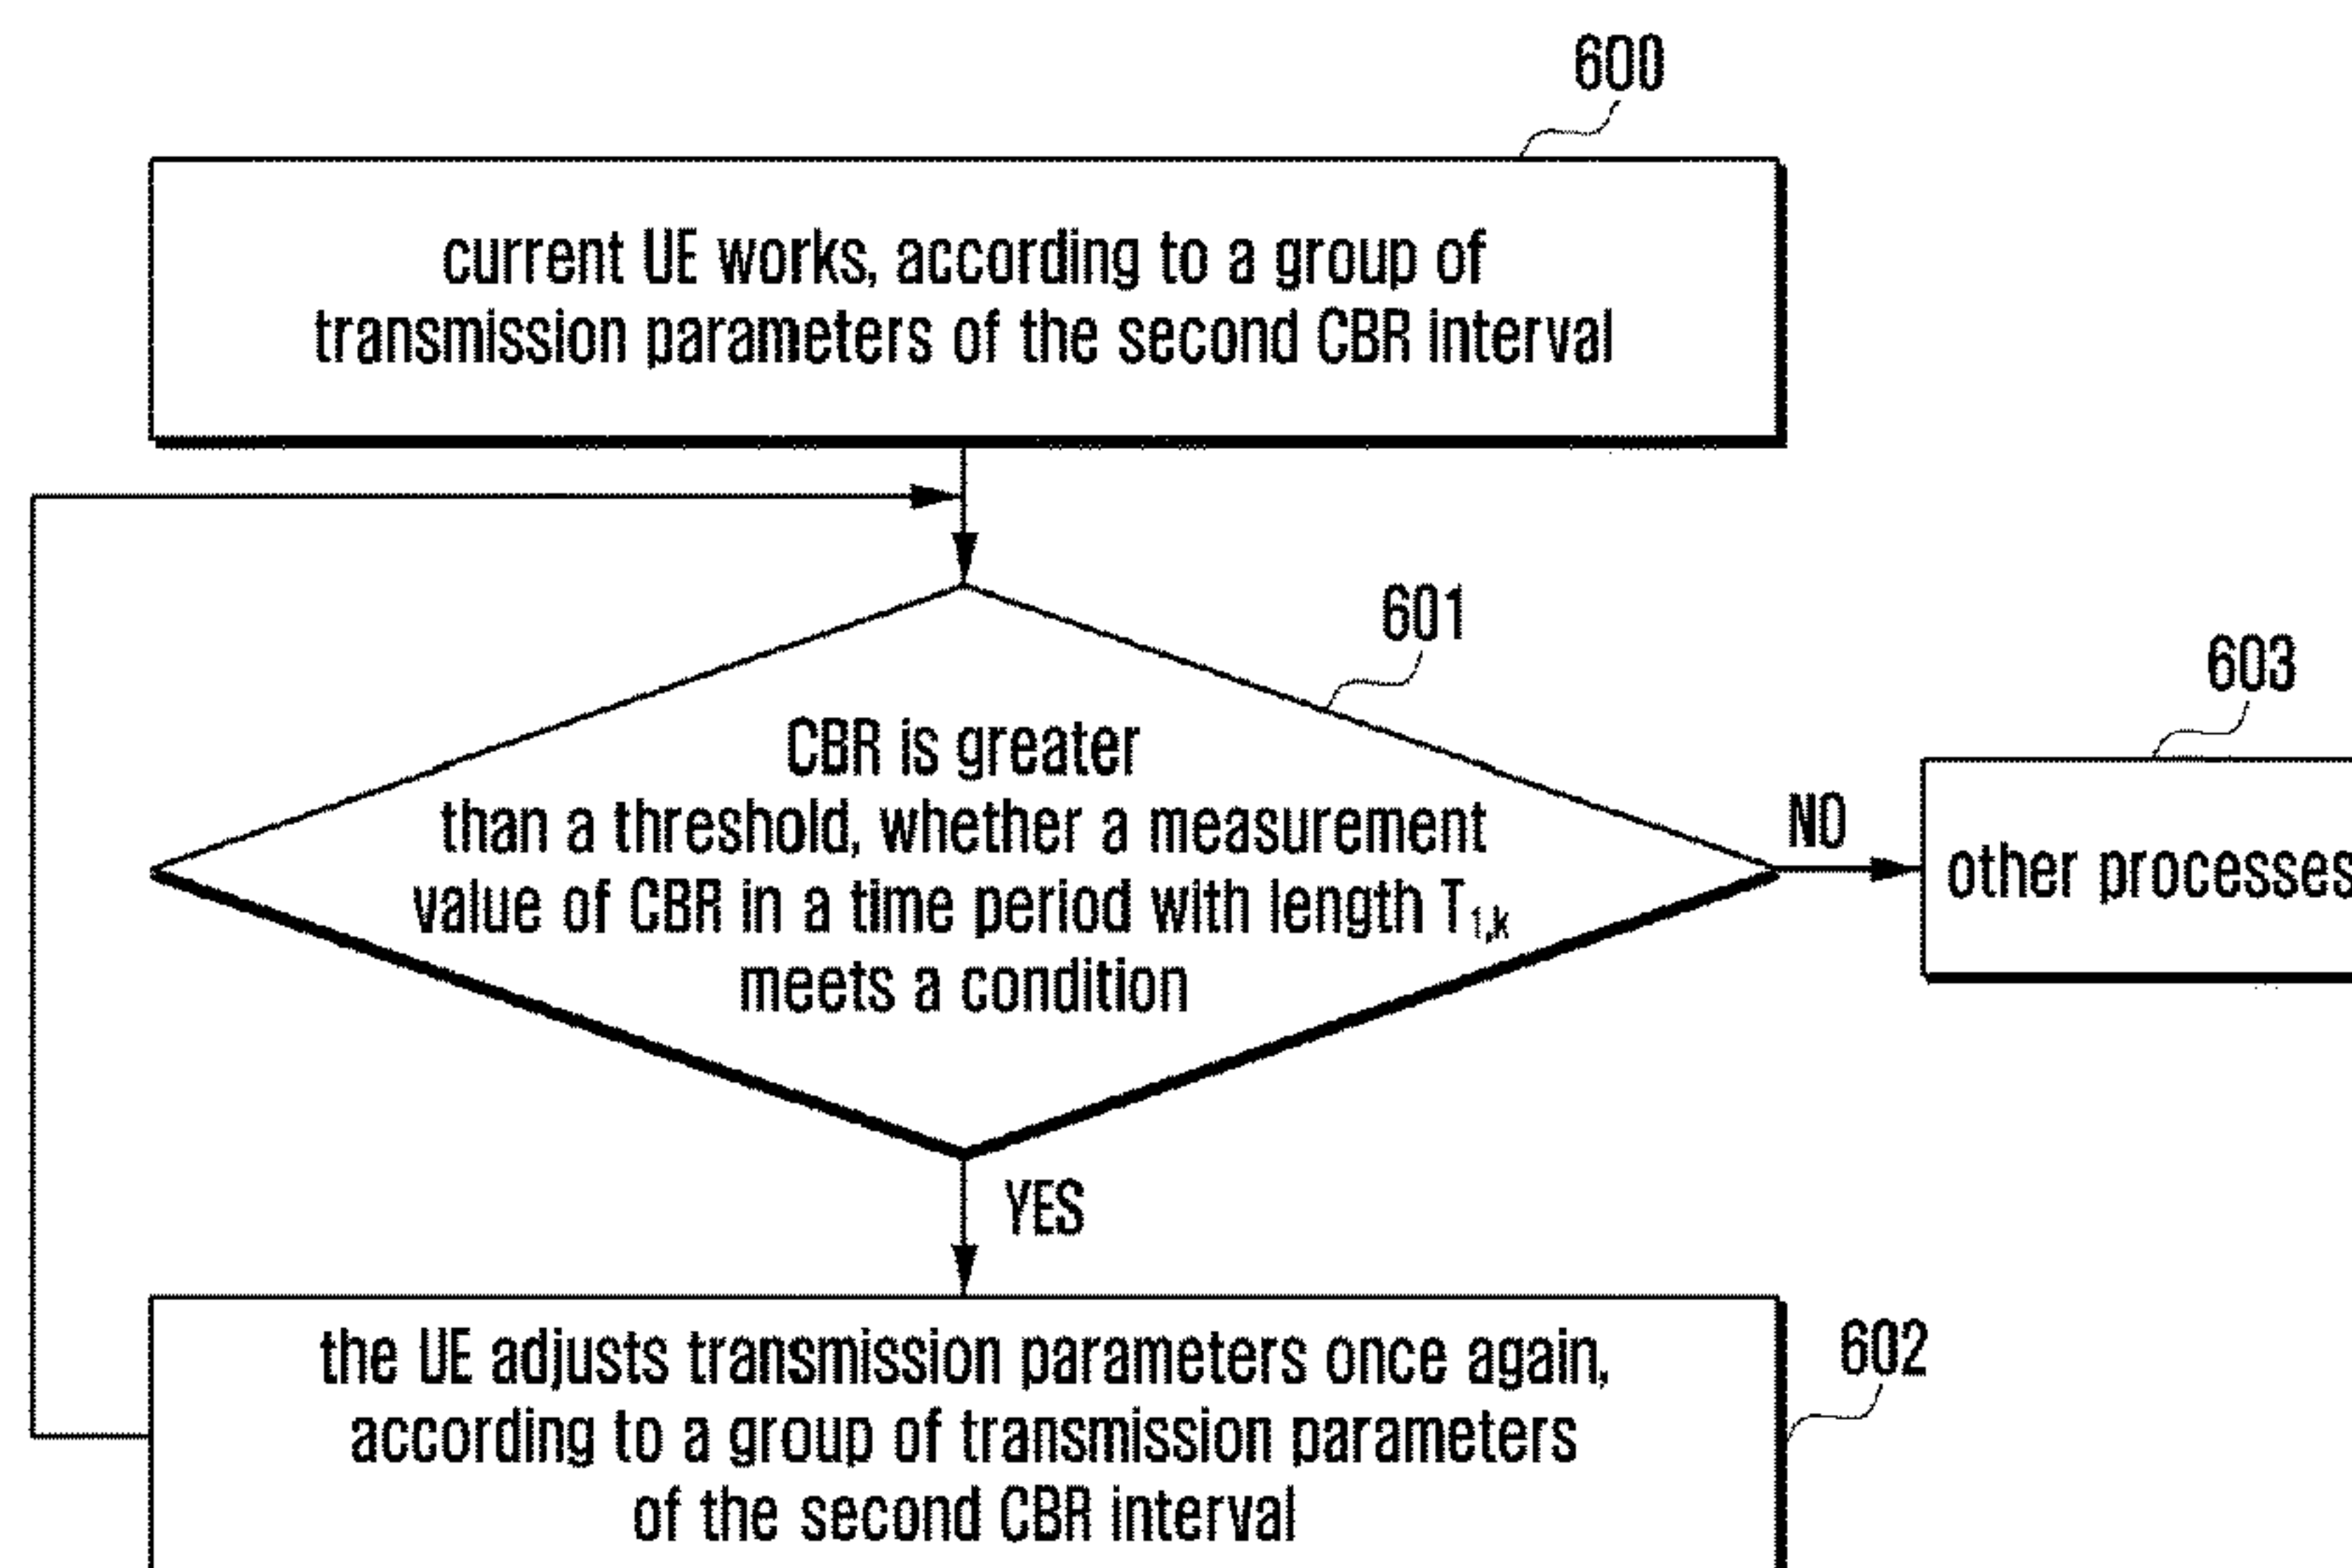 600
current UE works, according to a group of
transmission parameters of the second CBR interval
601
CBR is greater
than a threshold, whether a measurement
value of CBR in a time period with length T1,k
meets a condition
NO
603
other processes
YES
the UE adjusts transmission parameters once again,
according to a group of transmission parameters
of the second CBR interval
602